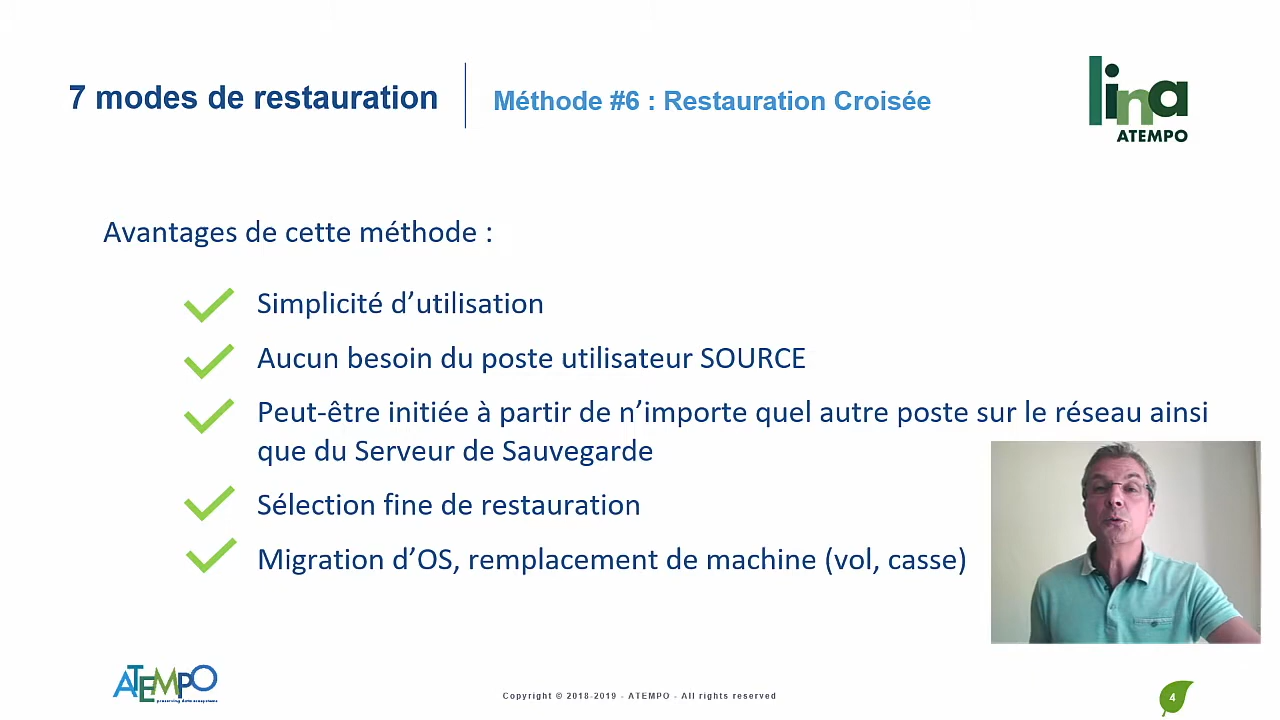 7 modes de restauration
Méthode #6 : Restauration Croisée
lina
ATEMPO
Avantages de cette méthode :
Simplicité d’utilisation
Aucun besoin du poste utilisateur SOURCE
Peut-être initiée à partir de n’importe quel autre poste sur le réseau ainsi
que du Serveur de Sauvegarde
Sélection fine de restauration
Migration d’OS, remplacement de machine (vol, casse)
ATEMPO
preserving data ecosystems
Copyright © 2018-2019 - ATEMPO - All rights reserved
4